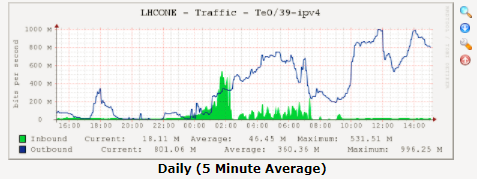 LHCONE - Traffic - Te0/39-ipv4
bits per second
1000 M
800 M
600 M
400 M
200 M
0
16:00 18:00 20:00 22:00 00:00 02:00 04:00 06:00 08:00 10:00 12:00 14:00
Inbound Current: 18.11 M Average: 46.45 M Maximum: 531.51 M
Outbound Current: 801.06 M Average: 360.36 M Maximum: 996.25 M
Daily (5 Minute Average)